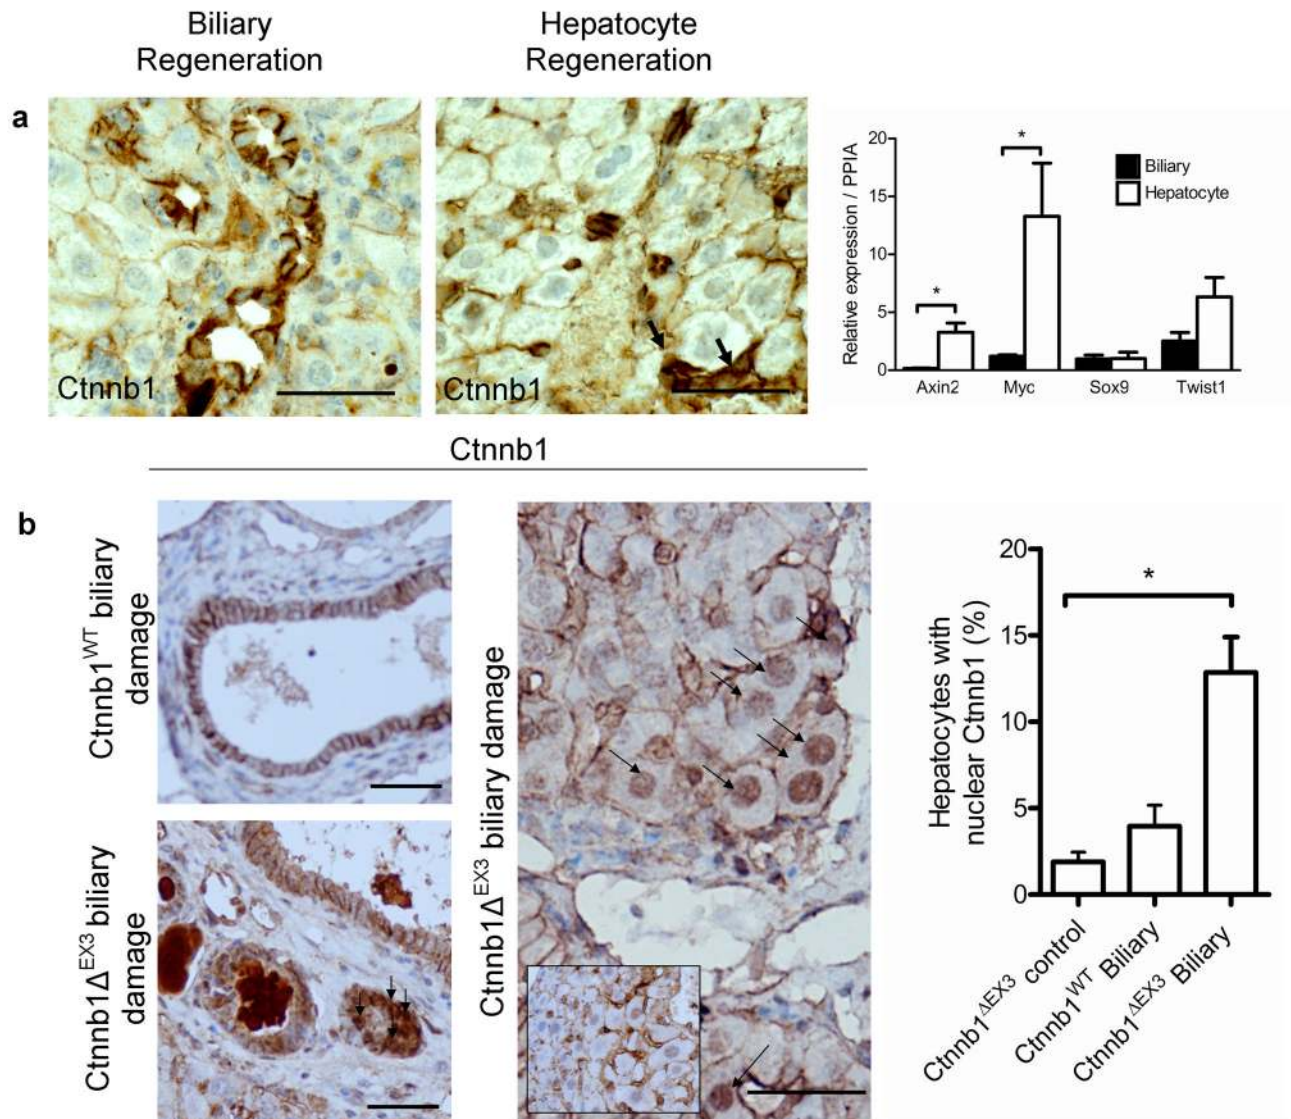 Biliary
Regeneration
Hepatocyte
Regeneration
a
Ctnnb1
Ctnnb1
Relative expression / PPIA
20
15
10
5
0
*
*
Biliary
Hepatocyte
Axin2
Myc
Sox9
Twist1
Ctnnb1
b
Ctnnb1WT biliary
damage
Ctnnb1ΔEX3 biliary
damage
Ctnnb1ΔEX3 biliary damage
Hepatocytes with
nuclear Ctnnb1 (%)
20
15
10
5
0
*
Ctnnb1ΔEX3 control
Ctnnb1WT Biliary
Ctnnb1ΔEX3 Biliary